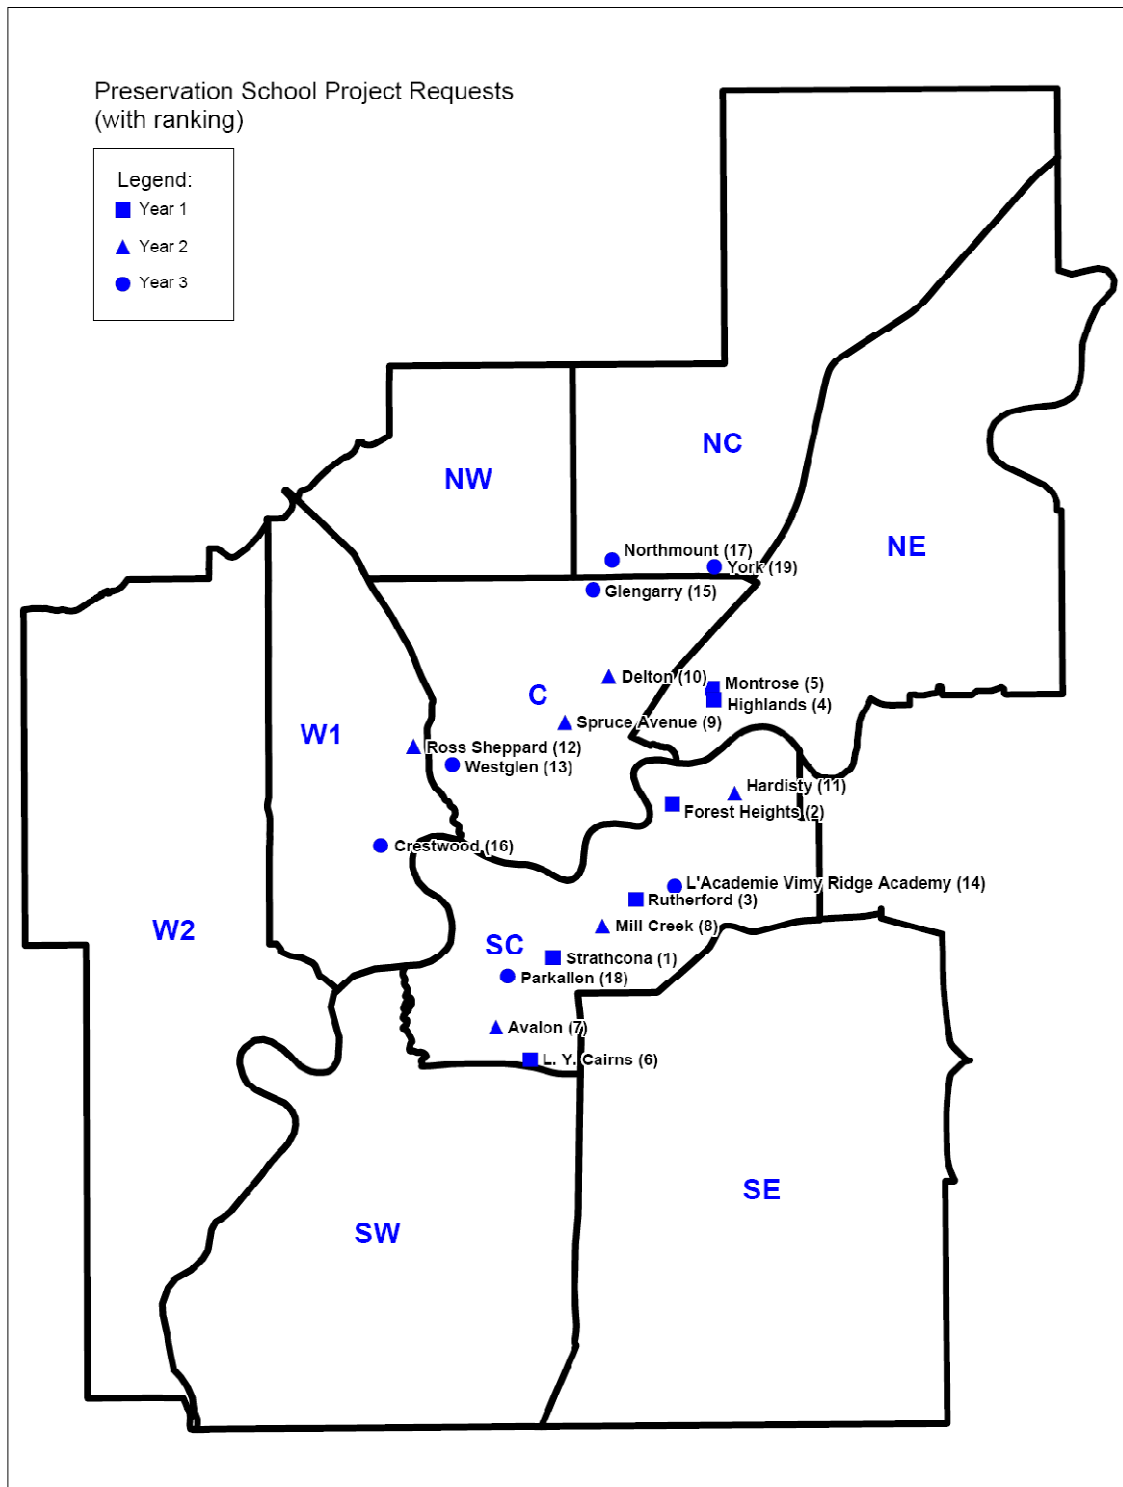 Preservation School Project Requests
(with ranking)
Legend:
Year 1
Year 2
Year 3
NC
NW
NE
Northmount (17)
York (19)
Glengarry (15)
Delton (10)
Montrose (5)
C
Highlands (4)
Spruce Avenue (9)
W1
Ross Sheppard (12)
Westglen (13)
Hardisty (11)
Forest Heights (2)
Crestwood (16)
L'Academie Vimy Ridge Academy (14)
Rutherford (3)
W2
Mill Creek (8)
SC
Strathcona (1)
Parkallen (18)
Avalon (7)
L. Y. Cairns (6)
SE
SW